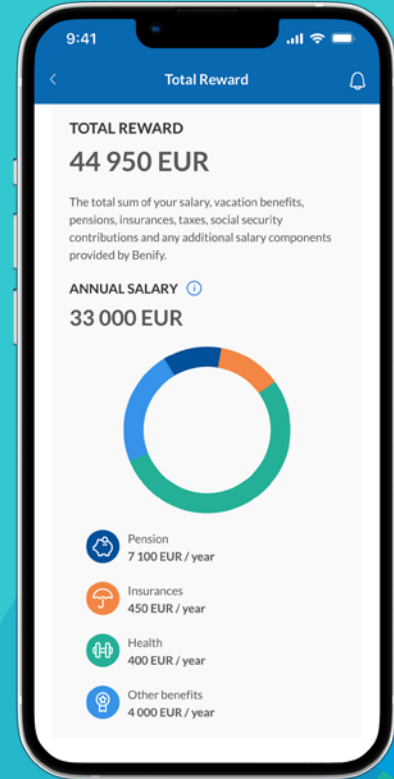 9:41
Total Reward
TOTAL REWARD
44 950 EUR
The total sum of your salary, vacation benefits,
pensions, insurances, taxes, social security
contributions and any additional salary components
provided by Benify.
ANNUAL SALARY
33 000 EUR
Pension
7 100 EUR / year
Insurances
450 EUR / year
Health
400 EUR / year
Other benefits
4 000 EUR / year